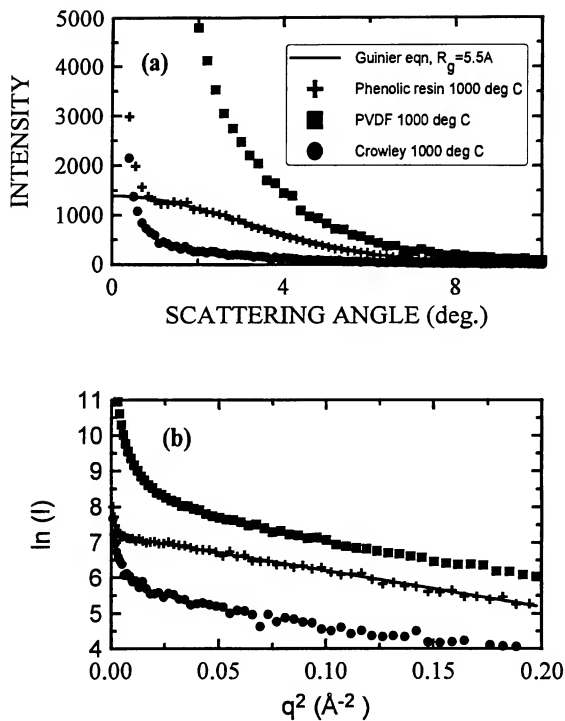 5000
4000
3000
2000
1000
0
INTENSITY
(a)
Guinier eqn, Rg=5.5A
Phenolic resin 1000 deg C
PVDF 1000 deg C
Crowley 1000 deg C
0
4
8
SCATTERING ANGLE (deg.)
11
10
9
8
7
6
5
4
ln (I)
(b)
0.00
0.05
0.10
0.15
0.20
q² (Å⁻²)